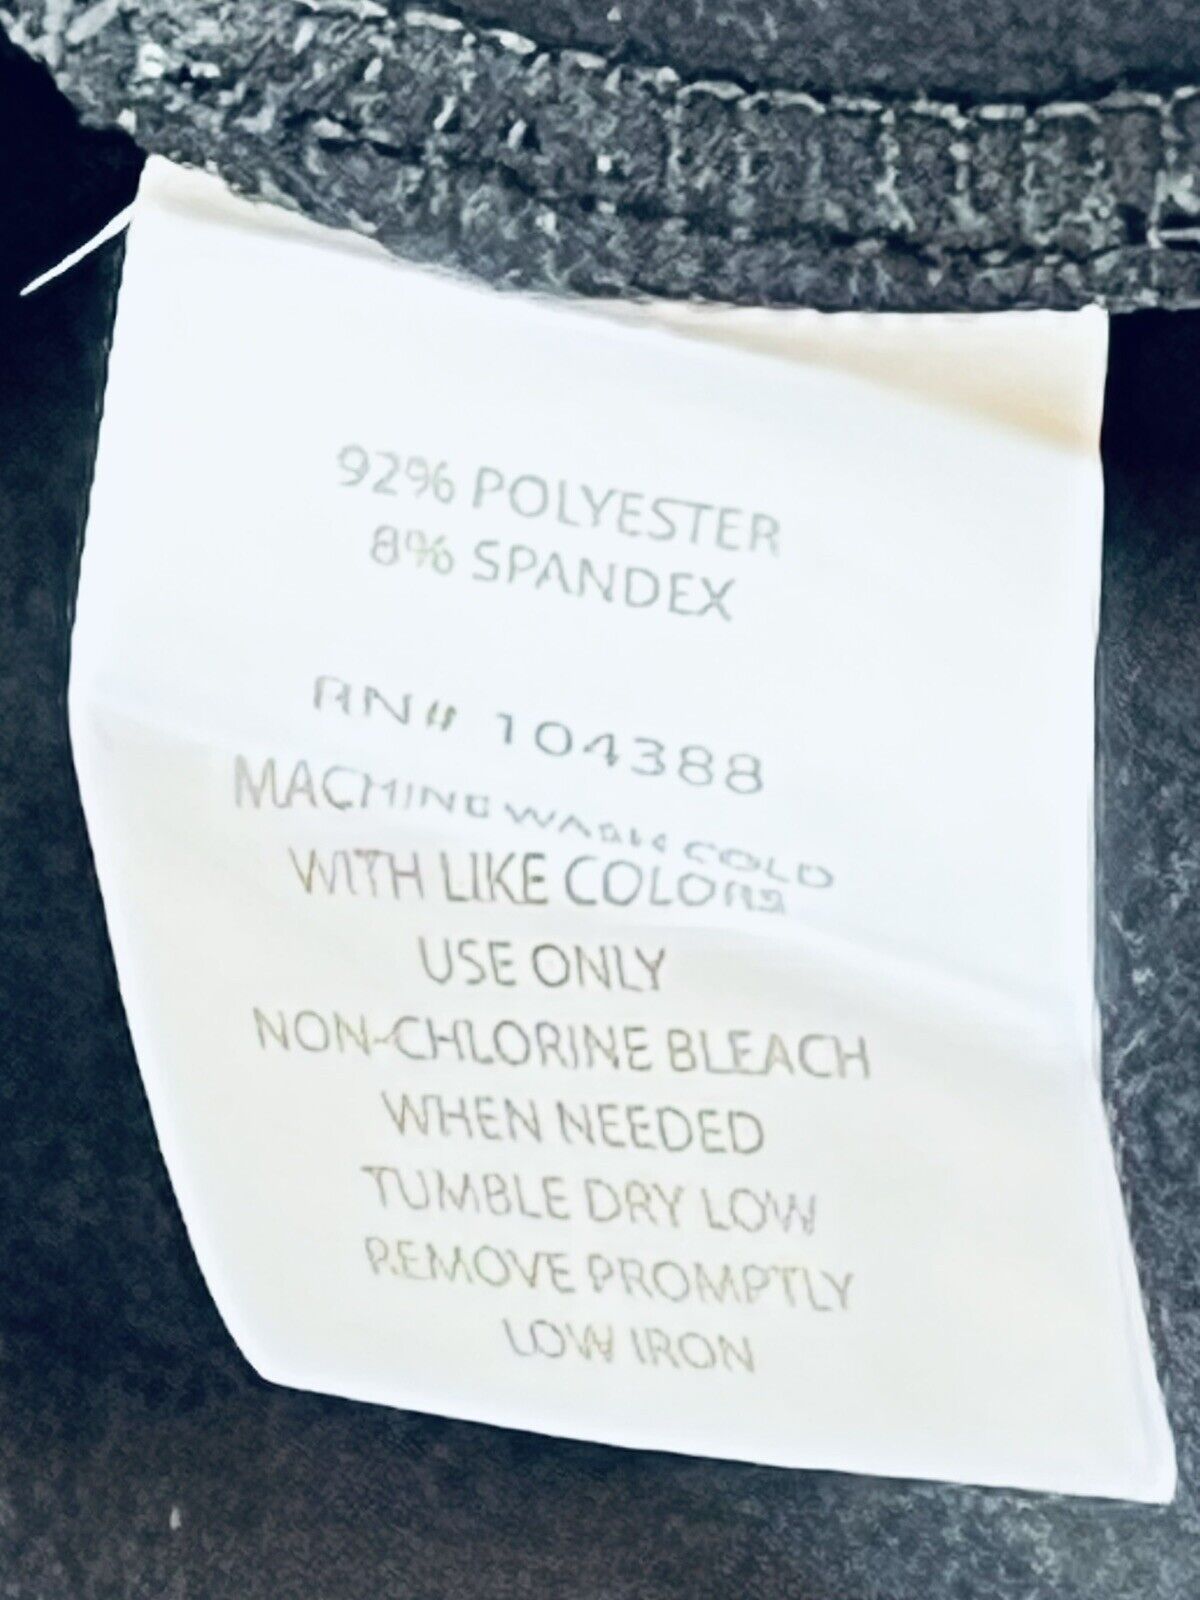 92% POLYESTER
8% SPANDEX
RN# 104388
MACHINE WASH COLD
WITH LIKE COLORS
USE ONLY
NON-CHLORINE BLEACH
WHEN NEEDED
TUMBLE DRY LOW
REMOVE PROMPTLY
LOW IRON